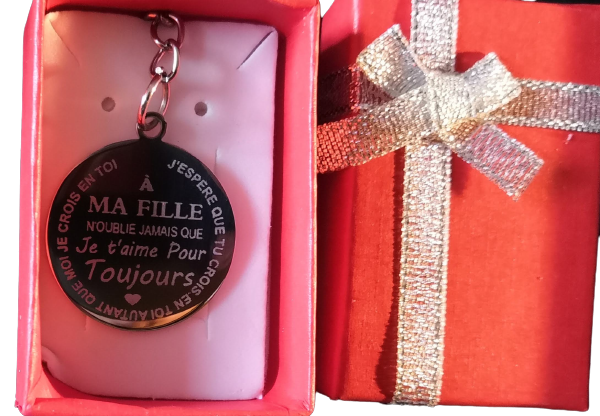 J'ESPÈRE QUE TU CROIS EN TOI AUTANT QUE MOI JE CROIS EN TOI
À
MA FILLE
N'OUBLIE JAMAIS QUE
Je t'aime Pour
Toujours